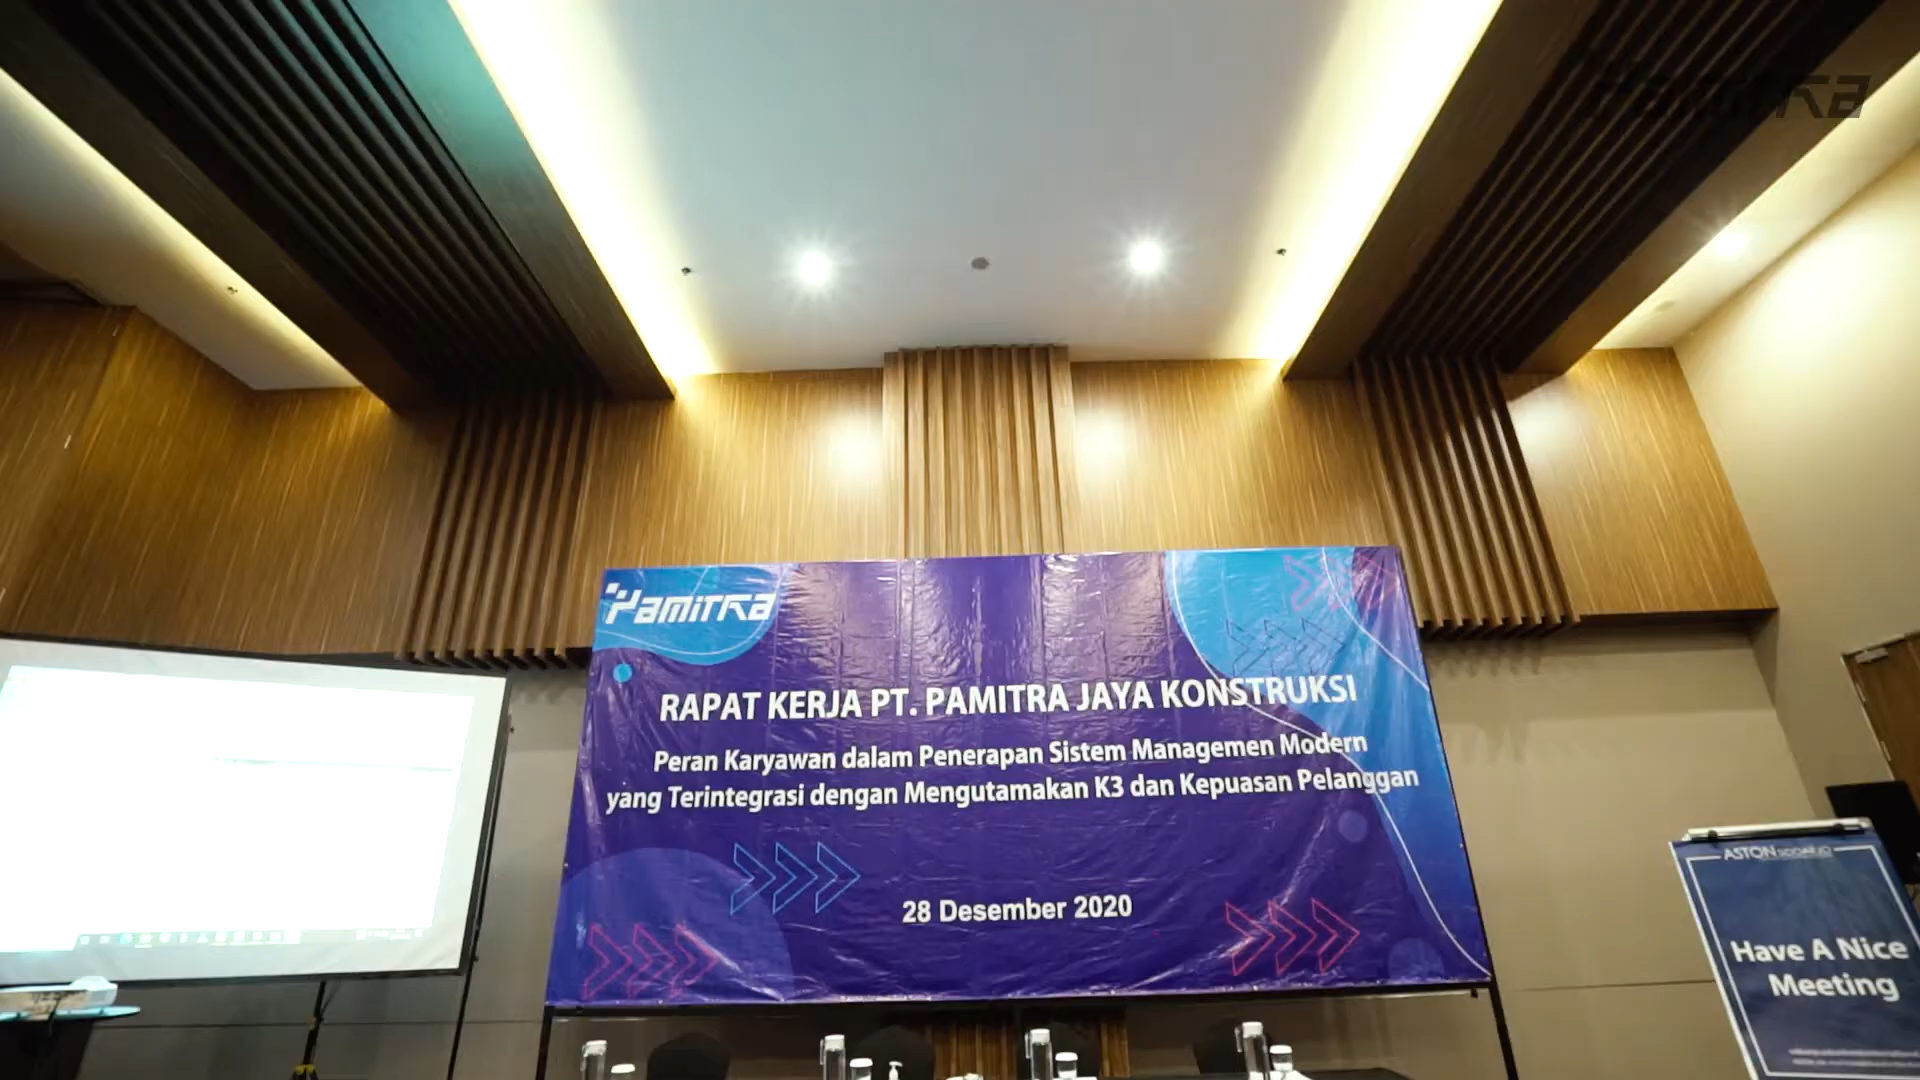 Pamitra
Pamitra
RAPAT KERJA PT. PAMITRA JAYA KONSTRUKSI
Peran Karyawan dalam Penerapan Sistem Managemen Modern
yang Terintegrasi dengan Mengutamakan K3 dan Kepuasan Pelanggan
28 Desember 2020
ASTON
Have A Nice
Meeting